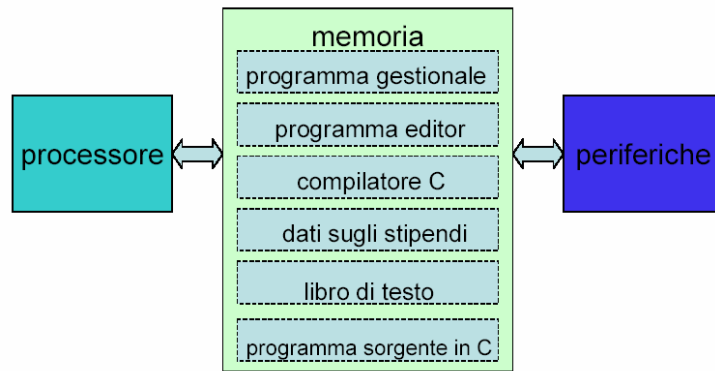 memoria
programma gestionale
programma editor
processore
periferiche
compilatore C
dati sugli stipendi
libro di testo
programma sorgente in C